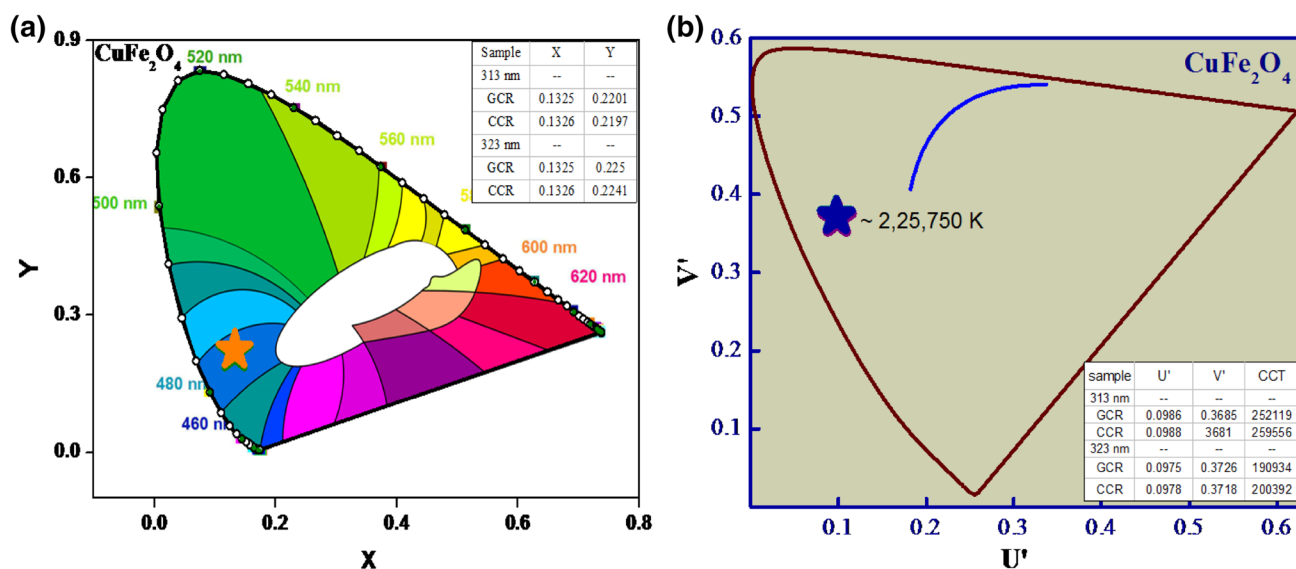 (a)
CuFe2O4
0.9
0.6
0.3
0.0
Y
0.0 0.2 0.4 0.6 0.8
X
520 nm
540 nm
560 nm
600 nm
620 nm
500 nm
480 nm
460
Sample X Y
313 nm -- --
GCR 0.1325 0.2201
CCR 0.1326 0.2197
323 nm -- --
GCR 0.1325 0.225
CCR 0.1326 0.2241
(b)
CuFe2O4
0.6
0.5
0.4
0.3
0.2
0.1
V'
0.1 0.2 0.3 0.4 0.5 0.6
U'
~ 2,25,750 K
sample U' V' CCT
313 nm -- -- --
GCR 0.0986 0.3685 252119
CCR 0.0988 3681 259556
323 nm -- -- --
GCR 0.0975 0.3726 190934
CCR 0.0978 0.3718 200392